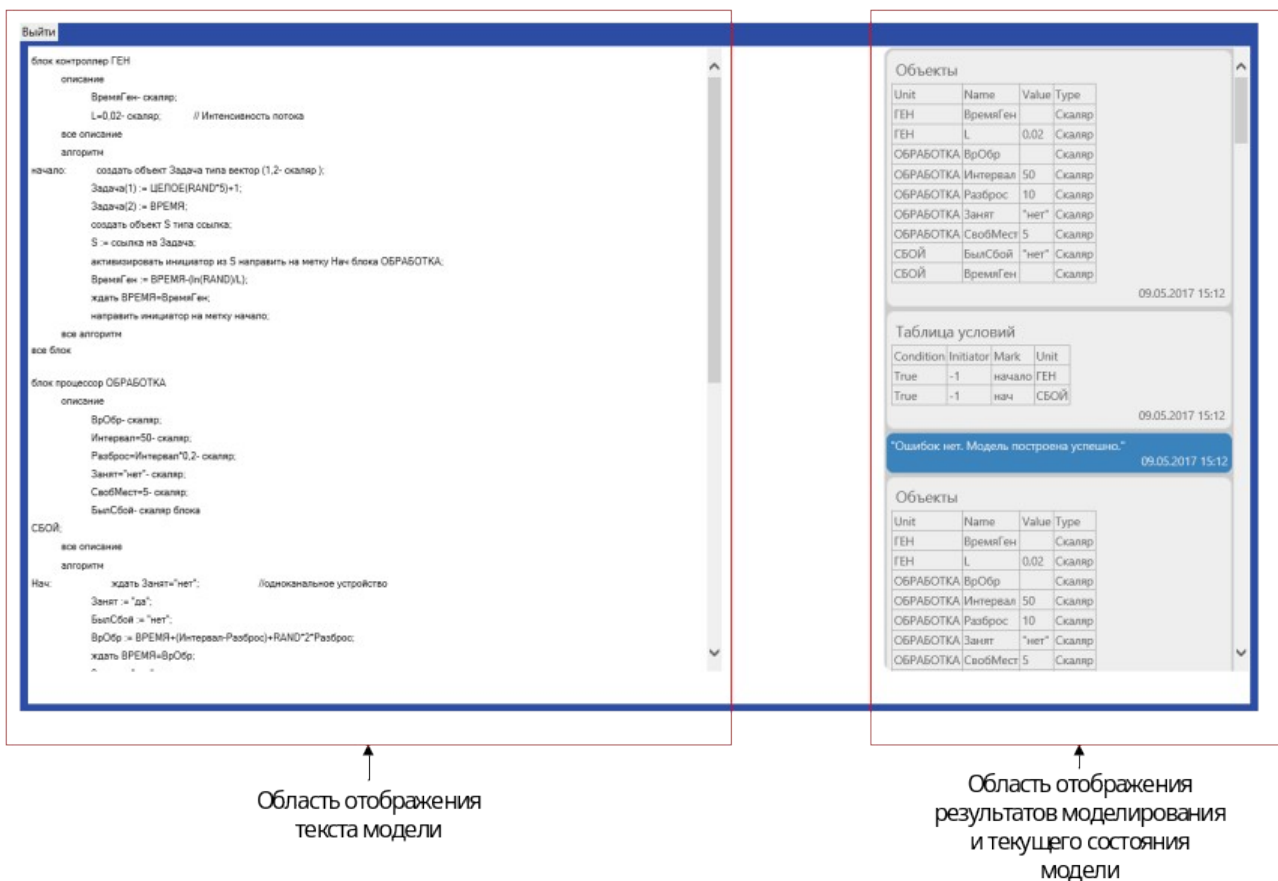 Выйти
блок контроллер ГЕН
описание
ВремяГен- скаляр;
L=0,02- скаляр; // Интенсивность потока
все описание
алгоритм
начало: создать объект Задача типа вектор (1,2- скаляр );
Задача(1) := ЦЕЛОЕ(RAND*5)+1;
Задача(2) := ВРЕМЯ;
создать объект S типа ссылка;
S := ссылка на Задача;
активизировать инициатор из S направить на метку Нач блока ОБРАБОТКА;
ВремяГен := ВРЕМЯ-(ln(RAND)/L);
ждать ВРЕМЯ=ВремяГен;
направить инициатор на метку начало;
все алгоритм
все блок
блок процессор ОБРАБОТКА
описание
ВрОбр- скаляр;
Интервал=50- скаляр;
Разброс=Интервал*0,2- скаляр;
Занят="нет"- скаляр;
СвобМест=5- скаляр;
БылСбой- скаляр блока
СБОЙ;
все описание
алгоритм
Нач: ждать Занят="нет"; //одноканальное устройство
Занят := "да";
БылСбой := "нет";
ВрОбр := ВРЕМЯ+(Интервал-Разброс)+RAND*2*Разброс;
ждать ВРЕМЯ=ВрОбр;
Объекты
Unit Name Value Type
ГЕН ВремяГен Скаляр
ГЕН L 0,02 Скаляр
ОБРАБОТКА ВрОбр Скаляр
ОБРАБОТКА Интервал 50 Скаляр
ОБРАБОТКА Разброс 10 Скаляр
ОБРАБОТКА Занят "нет" Скаляр
ОБРАБОТКА СвобМест 5 Скаляр
СБОЙ БылСбой "нет" Скаляр
СБОЙ ВремяГен Скаляр
09.05.2017 15:12
Таблица условий
Condition Initiator Mark Unit
True -1 начало ГЕН
True -1 нач СБОЙ
09.05.2017 15:12
"Ошибок нет. Модель построена успешно."
09.05.2017 15:12
Объекты
Unit Name Value Type
ГЕН ВремяГен Скаляр
ГЕН L 0,02 Скаляр
ОБРАБОТКА ВрОбр Скаляр
ОБРАБОТКА Интервал 50 Скаляр
ОБРАБОТКА Разброс 10 Скаляр
ОБРАБОТКА Занят "нет" Скаляр
ОБРАБОТКА СвобМест 5 Скаляр
Область отображения
текста модели
Область отображения
результатов моделирования
и текущего состояния
модели